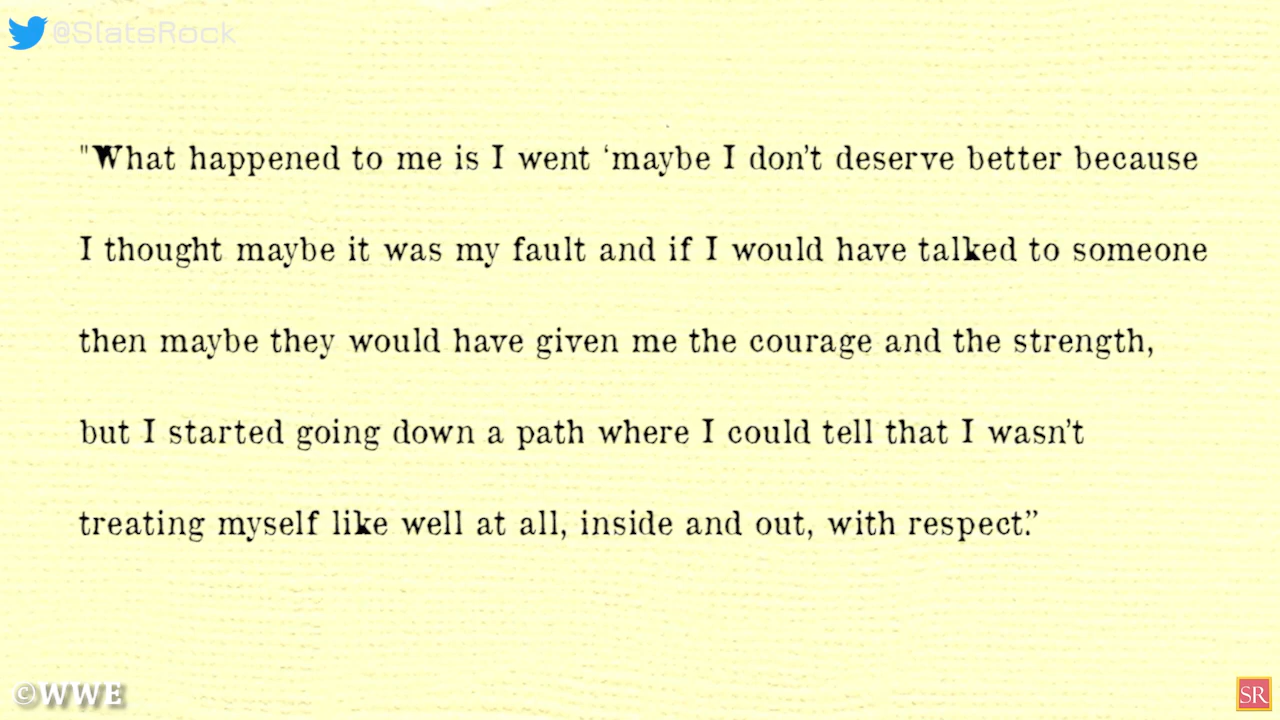 @SlatsRock
"What happened to me is I went ‘maybe I don’t deserve better because
I thought maybe it was my fault and if I would have talked to someone
then maybe they would have given me the courage and the strength,
but I started going down a path where I could tell that I wasn’t
treating myself like well at all, inside and out, with respect.”
©WWE
SR